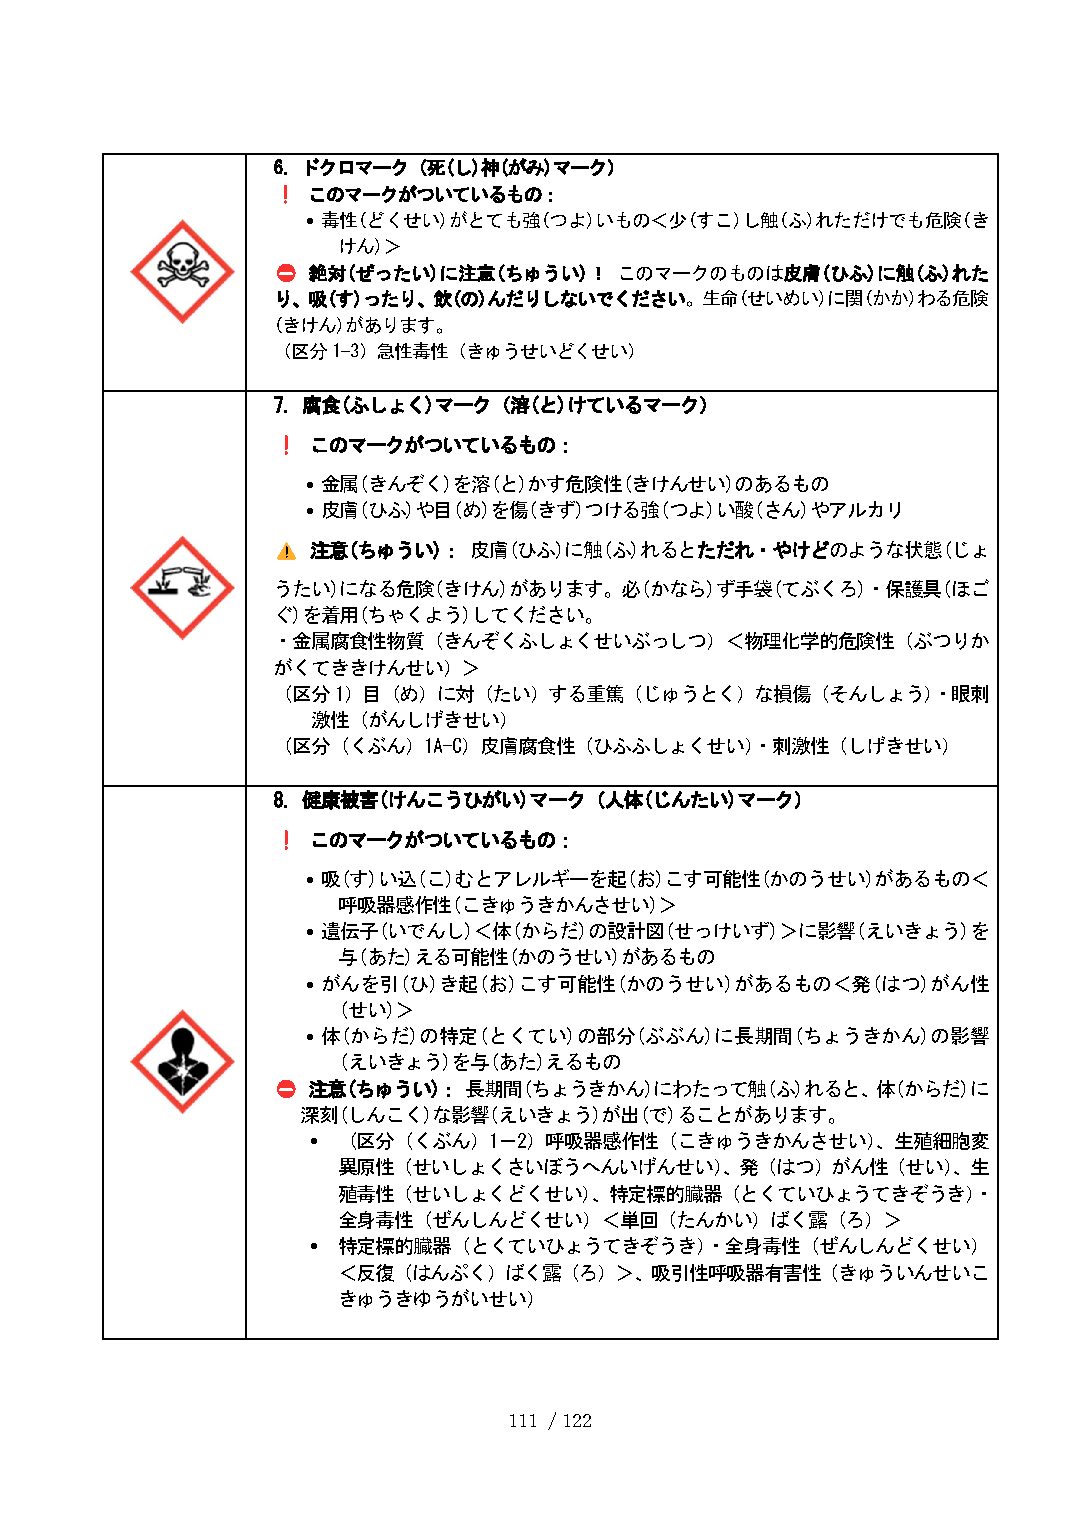 6. ドクロマーク（死(し)神(がみ)マーク）
❗ このマークがついているもの：
• 毒性(どくせい)がとても強(つよ)いもの＜少(すこ)し触(ふ)れただけでも危険(き
けん)＞
⛔ 絶対(ぜったい)に注意(ちゅうい)！ このマークのものは皮膚(ひふ)に触(ふ)れた
り、吸(す)ったり、飲(の)んだりしないでください。生命(せいめい)に関(かか)わる危険
(きけん)があります。
（区分1-3）急性毒性（きゅうせいどくせい）
7. 腐食(ふしょく)マーク（溶(と)けているマーク）
❗ このマークがついているもの：
• 金属(きんぞく)を溶(と)かす危険性(きけんせい)のあるもの
• 皮膚(ひふ)や目(め)を傷(きず)つける強(つよ)い酸(さん)やアルカリ
⚠ 注意(ちゅうい)： 皮膚(ひふ)に触(ふ)れるとただれ・やけどのような状態(じょ
うたい)になる危険(きけん)があります。必(かなら)ず手袋(てぶくろ)・保護具(ほご
ぐ)を着用(ちゃくよう)してください。
・金属腐食性物質（きんぞくふしょくせいぶっしつ）＜物理化学的危険性（ぶつりか
がくてききけんせい）＞
（区分1）目（め）に対（たい）する重篤（じゅうとく）な損傷（そんしょう）・眼刺
激性（がんしげきせい）
（区分（くぶん）1A-C）皮膚腐食性（ひふふしょくせい）・刺激性（しげきせい）
8. 健康被害(けんこうひがい)マーク（人体(じんたい)マーク）
❗ このマークがついているもの：
• 吸(す)い込(こ)むとアレルギーを起(お)こす可能性(かのうせい)があるもの＜
呼吸器感作性(こきゅうきかんさせい)＞
• 遺伝子(いでんし)＜体(からだ)の設計図(せっけいず)＞に影響(えいきょう)を
与(あた)える可能性(かのうせい)があるもの
• がんを引(ひ)き起(お)こす可能性(かのうせい)があるもの＜発(はつ)がん性
(せい)＞
• 体(からだ)の特定(とくてい)の部分(ぶぶん)に長期間(ちょうきかん)の影響
(えいきょう)を与(あた)えるもの
⛔ 注意(ちゅうい)： 長期間(ちょうきかん)にわたって触(ふ)れると、体(からだ)に
深刻(しんこく)な影響(えいきょう)が出(で)ることがあります。
• （区分（くぶん）1－2）呼吸器感作性（こきゅうきかんさせい）、生殖細胞変
異原性（せいしょくさいぼうへんいげんせい）、発（はつ）がん性（せい）、生
殖毒性（せいしょくどくせい）、特定標的臓器（とくていひょうてきぞうき）・
全身毒性（ぜんしんどくせい）＜単回（たんかい）ばく露（ろ）＞
• 特定標的臓器（とくていひょうてきぞうき）・全身毒性（ぜんしんどくせい）
＜反復（はんぷく）ばく露（ろ）＞、吸引性呼吸器有害性（きゅういんせいこ
きゅうきゆうがいせい）
111 / 122